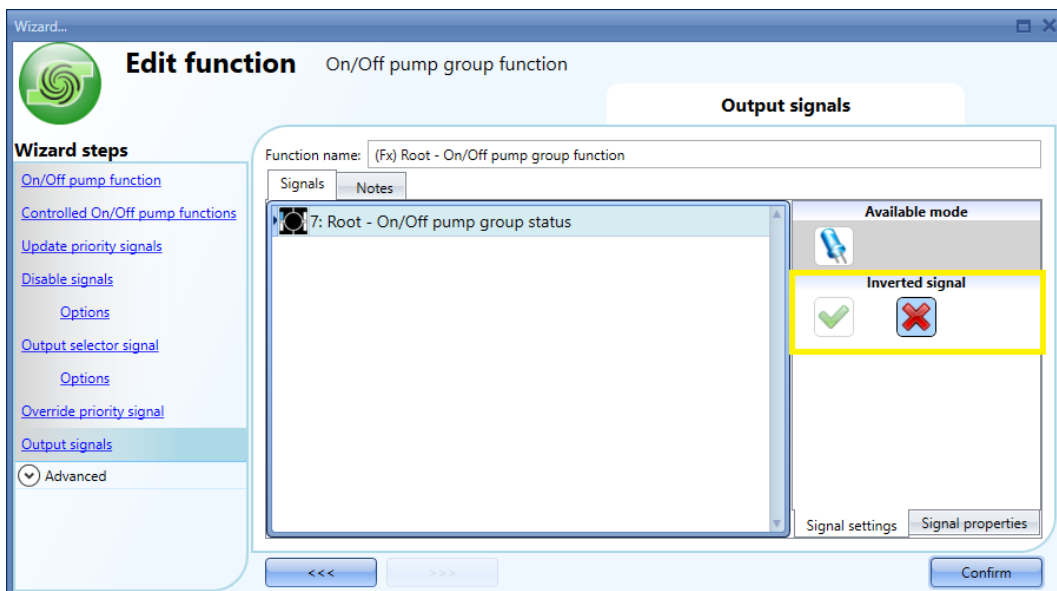 Wizard...
Edit function On/Off pump group function
Output signals
Wizard steps
On/Off pump function
Controlled On/Off pump functions
Update priority signals
Disable signals
Options
Output selector signal
Options
Override priority signal
Output signals
Advanced
Function name: (Fx) Root - On/Off pump group function
Signals Notes
7: Root - On/Off pump group status
Available mode
Inverted signal
Signal settings Signal properties
<<< >>> Confirm